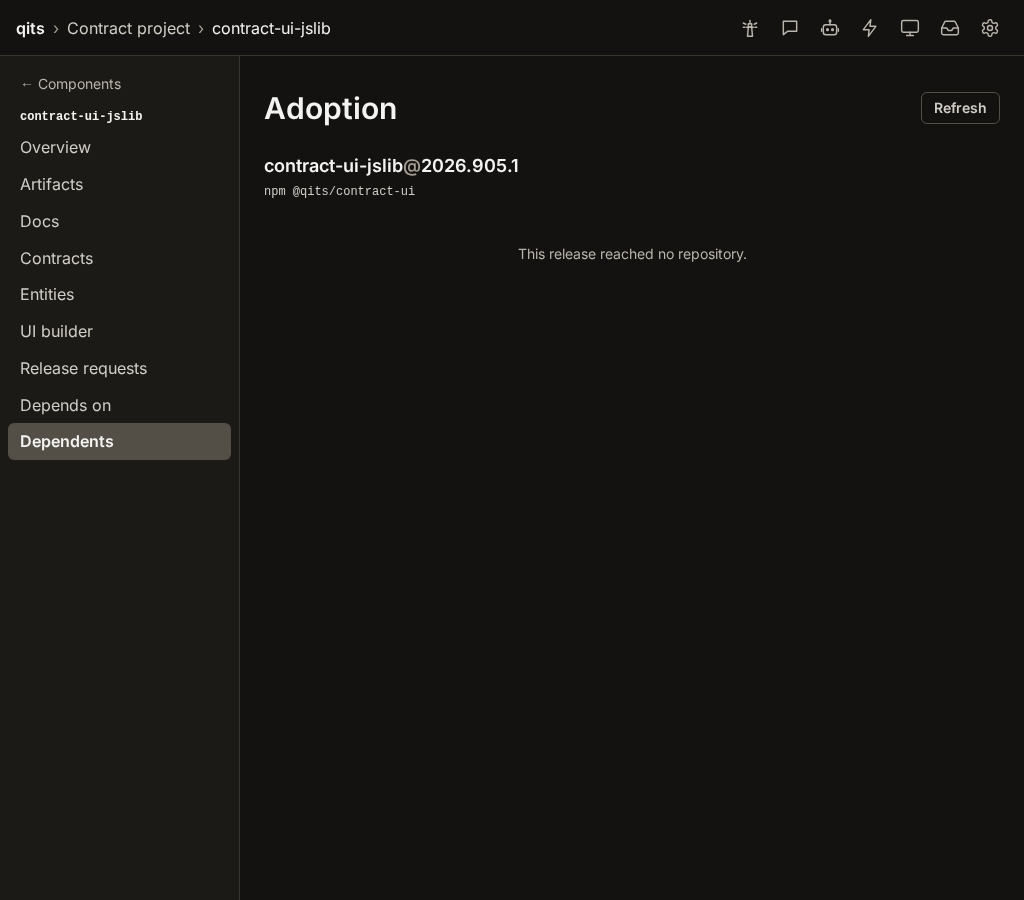 qits › Contract project › contract-ui-jslib
← Components
contract-ui-jslib
Overview
Artifacts
Docs
Contracts
Entities
UI builder
Release requests
Depends on
Dependents
Adoption
Refresh
contract-ui-jslib@2026.905.1
npm @qits/contract-ui
This release reached no repository.